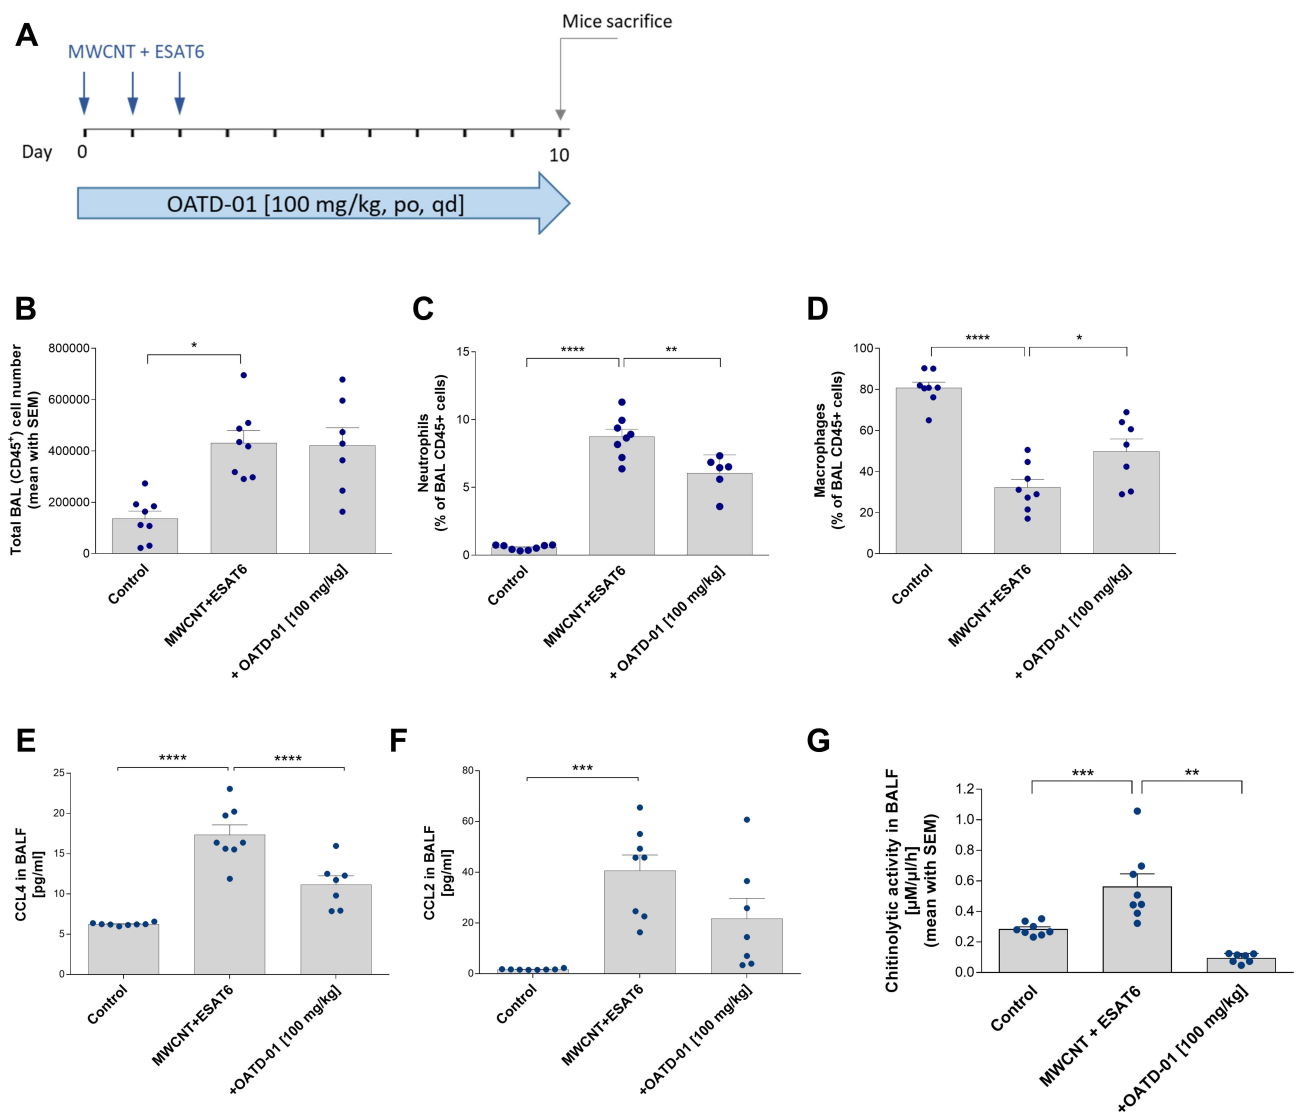 A
Mice sacrifice
MWCNT + ESAT6
Day
0
10
OATD-01 [100 mg/kg, po, qd]
B
Total BAL (CD45⁺) cell number
(mean with SEM)
800000
600000
400000
200000
0
*
Control
MWCNT+ESAT6
+ OATD-01 [100 mg/kg]
C
Neutrophils
(% of BAL CD45+ cells)
15
10
5
0
****
**
Control
MWCNT+ESAT6
+ OATD-01 [100 mg/kg]
D
Macrophages
(% of BAL CD45+ cells)
100
80
60
40
20
0
****
*
Control
MWCNT+ESAT6
+ OATD-01 [100 mg/kg]
E
CCL4 in BALF
[pg/ml]
25
20
15
10
5
0
****
****
Control
MWCNT+ESAT6
+OATD-01 [100 mg/kg]
F
CCL2 in BALF
[pg/ml]
80
60
40
20
0
***
Control
MWCNT+ESAT6
+OATD-01 [100 mg/kg]
G
Chitinolytic activity in BALF
[µM/µl/h]
(mean with SEM)
1.2
1.0
0.8
0.6
0.4
0.2
0.0
***
**
Control
MWCNT + ESAT6
+OATD-01 [100 mg/kg]